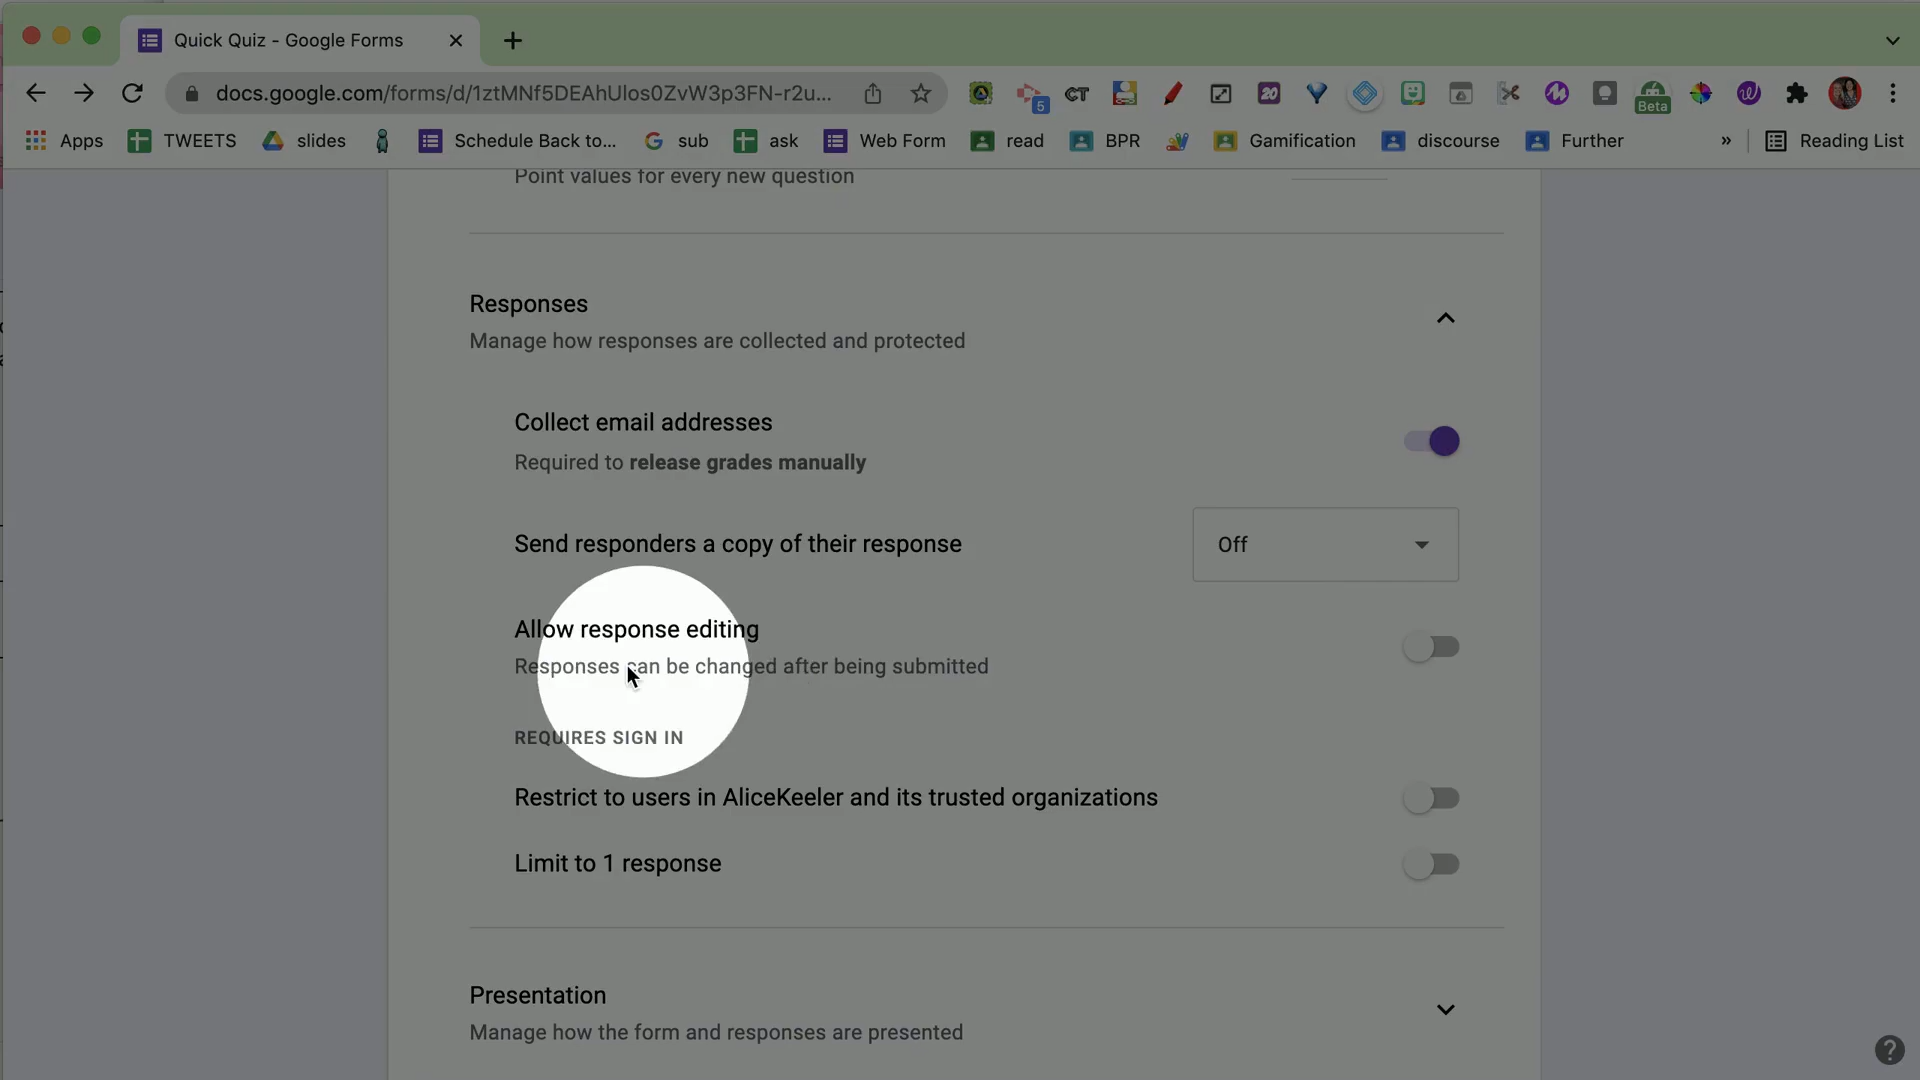 Quick Quiz - Google Forms
docs.google.com/forms/d/1ztMNf5DEAhUlos0ZvW3p3FN-r2u...
5
CT
20
Beta
Apps
TWEETS
slides
Schedule Back to...
sub
ask
Web Form
read
BPR
Gamification
discourse
Further
»
Reading List
Point values for every new question
Responses
Manage how responses are collected and protected
Collect email addresses
Required to release grades manually
Send responders a copy of their response
Off
Allow response editing
Responses can be changed after being submitted
REQUIRES SIGN IN
Restrict to users in AliceKeeler and its trusted organizations
Limit to 1 response
Presentation
Manage how the form and responses are presented
?